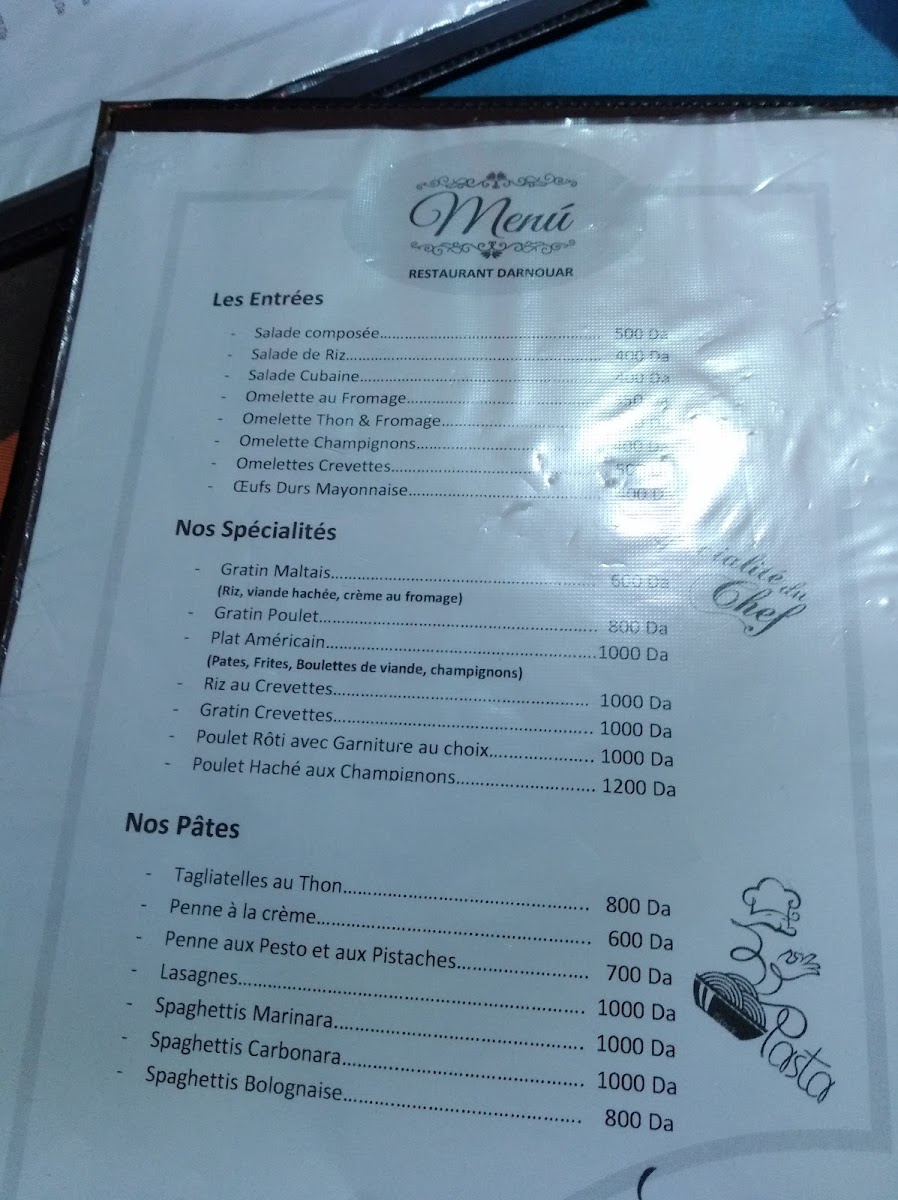 Menú
RESTAURANT DARNOUAR
Les Entrées
- Salade composée 500 Da
- Salade de Riz 400 Da
- Salade Cubaine 400 Da
- Omelette au Fromage
- Omelette Thon & Fromage
- Omelette Champignons
- Omelettes Crevettes
- Œufs Durs Mayonnaise
Nos Spécialités
- Gratin Maltais 600 Da
(Riz, viande hachée, crème au fromage)
- Gratin Poulet 800 Da
- Plat Américain 1000 Da
(Pates, Frites, Boulettes de viande, champignons)
- Riz au Crevettes 1000 Da
- Gratin Crevettes 1000 Da
- Poulet Rôti avec Garniture au choix 1000 Da
- Poulet Haché aux Champignons 1200 Da
du
Chef
Nos Pâtes
- Tagliatelles au Thon 800 Da
- Penne à la crème 600 Da
- Penne aux Pesto et aux Pistaches 700 Da
- Lasagnes 1000 Da
- Spaghettis Marinara 1000 Da
- Spaghettis Carbonara 1000 Da
- Spaghettis Bolognaise 800 Da
Pasta